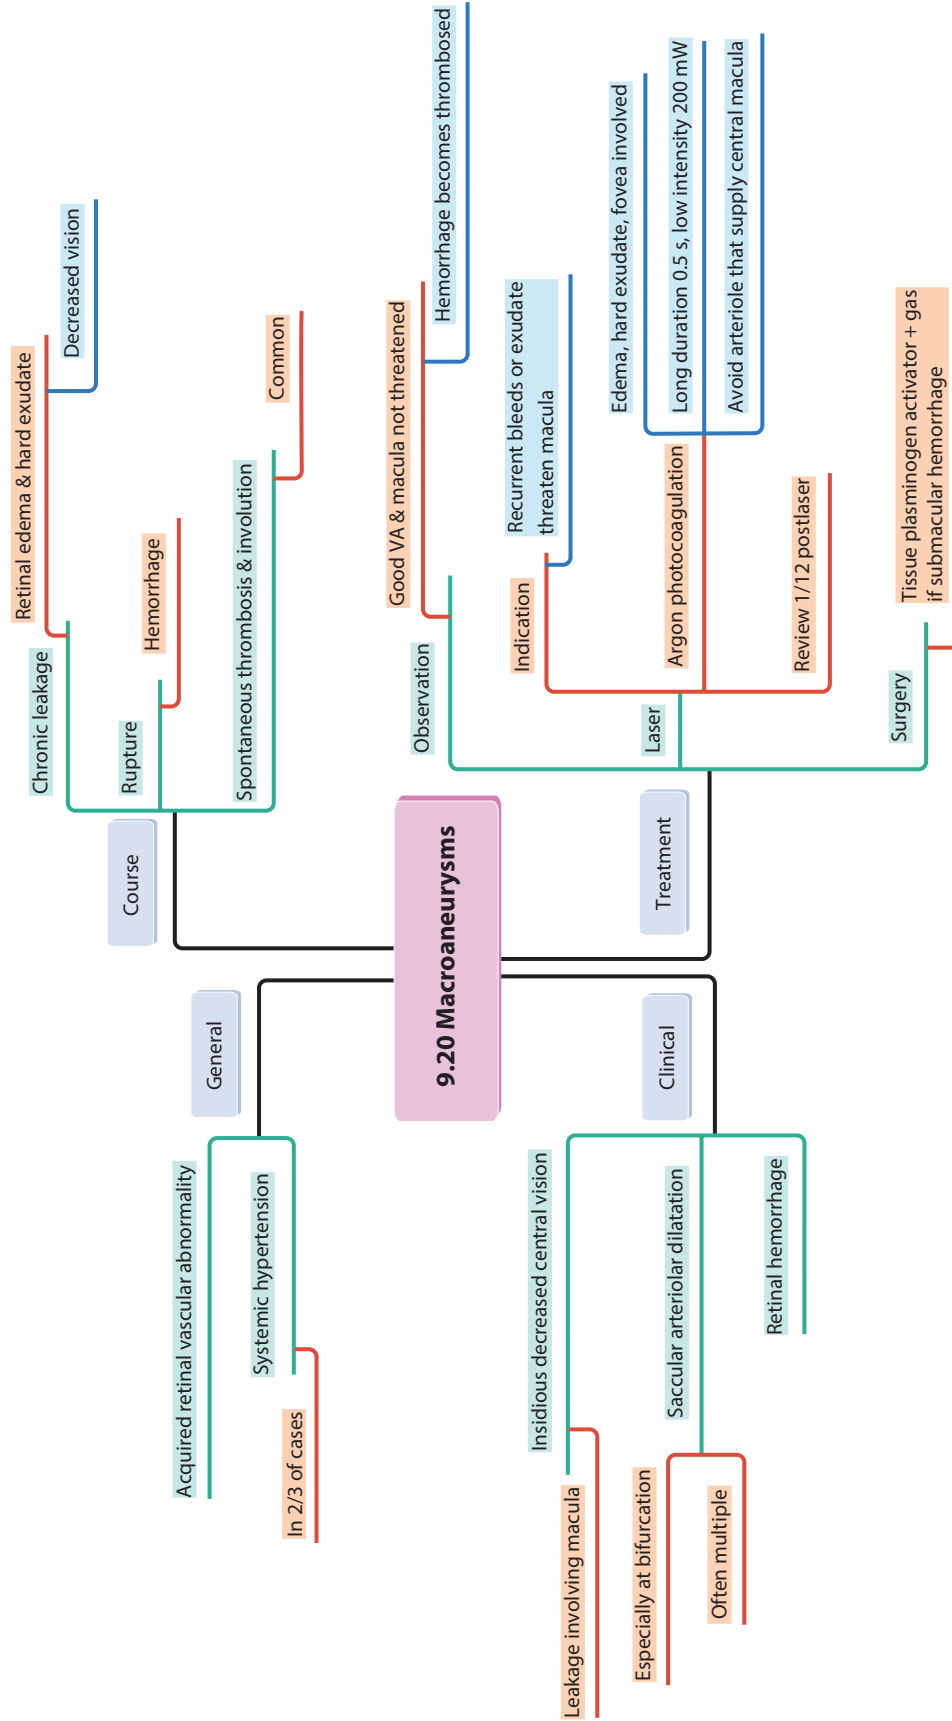 9.20 Macroaneurysms
General
Acquired retinal vascular abnormality
Systemic hypertension
In 2/3 of cases
Clinical
Insidious decreased central vision
Leakage involving macula
Saccular arteriolar dilatation
Especially at bifurcation
Often multiple
Retinal hemorrhage
Course
Chronic leakage
Retinal edema & hard exudate
Decreased vision
Rupture
Hemorrhage
Spontaneous thrombosis & involution
Common
Treatment
Observation
Good VA & macula not threatened
Hemorrhage becomes thrombosed
Laser
Indication
Recurrent bleeds or exudate
threaten macula
Argon photocoagulation
Edema, hard exudate, fovea involved
Long duration 0.5 s, low intensity 200 mW
Avoid arteriole that supply central macula
Review 1/12 postlaser
Surgery
Tissue plasminogen activator + gas
if submacular hemorrhage